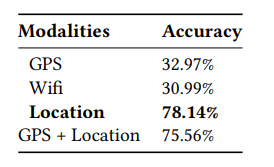 Modalities Accuracy
GPS 32.97%
Wifi 30.99%
Location 78.14%
GPS + Location 75.56%